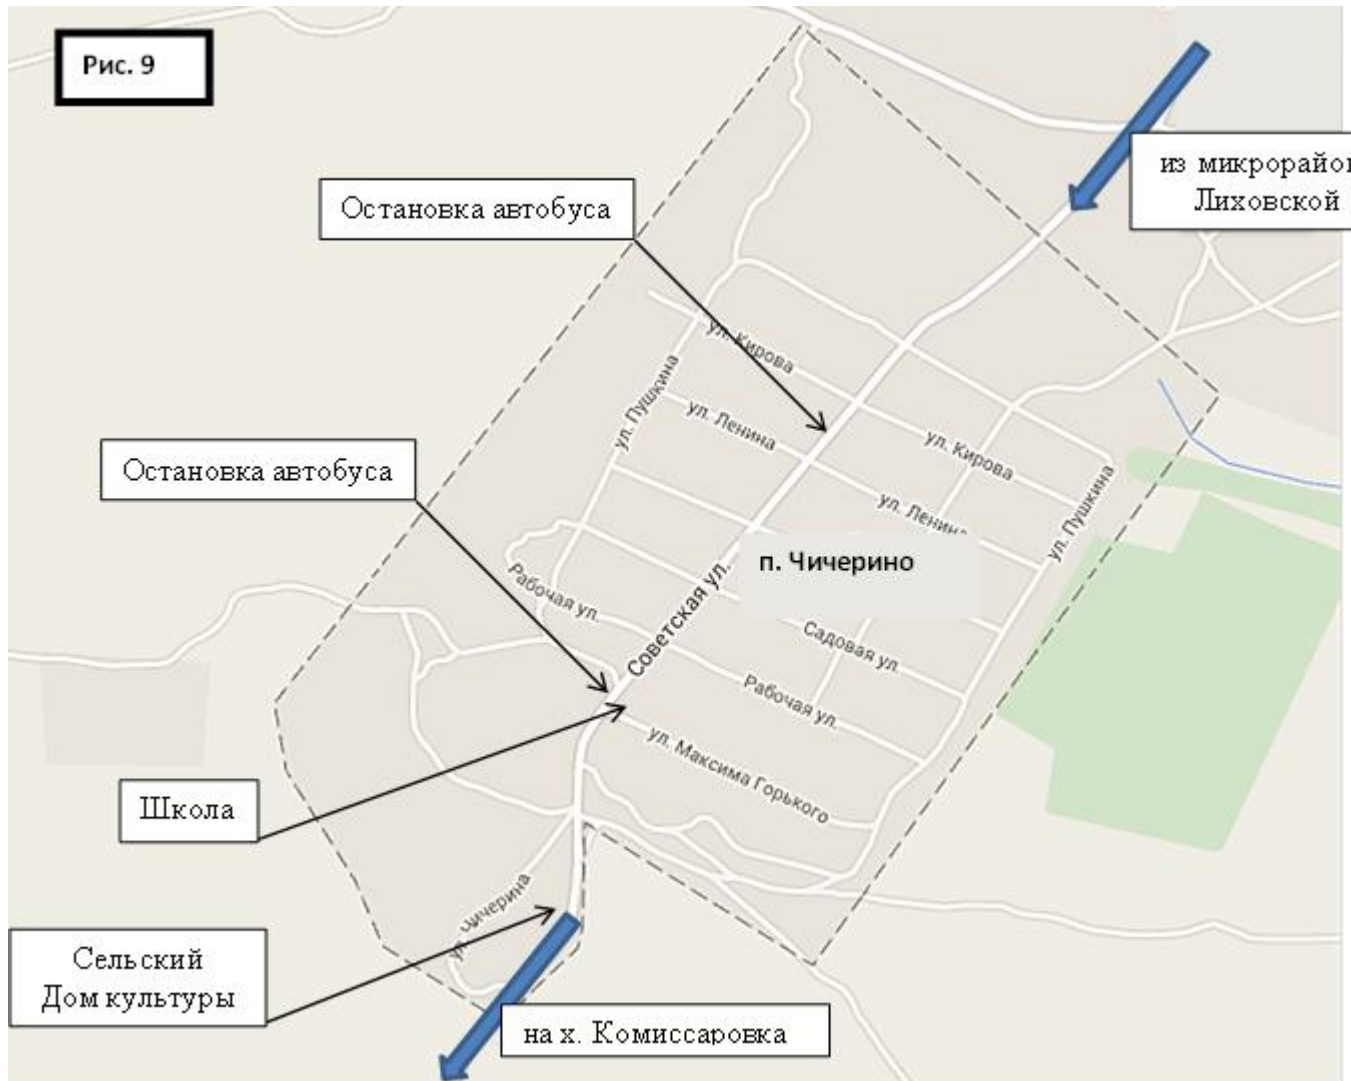 Рис. 9
из микрорайон
Лиховской
Остановка автобуса
ул. Кирова
ул. Пушкина
ул. Ленина
ул. Кирова
Остановка автобуса
ул. Ленина
ул. Пушкина
п. Чичерино
Рабочая ул.
Советская ул.
Садовая ул.
Рабочая ул.
ул. Максима Горького
Школа
ул. Чичерина
Сельский
Дом культуры
на х. Комиссаровка